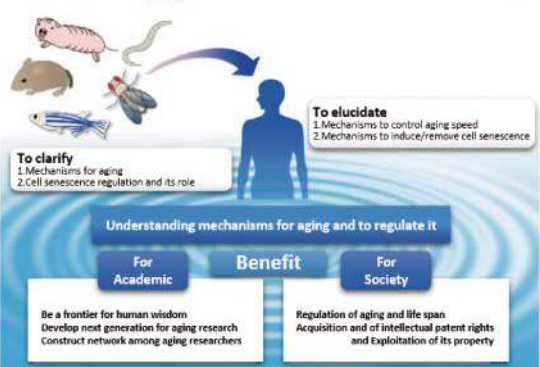 To elucidate
1.Mechanisms to control aging speed
2.Mechanisms to induce/remove cell senescence
To clarify
1.Mechanisms for aging
2.Cell senescence regulation and its role
Understanding mechanisms for aging and to regulate it
For
Academic
Benefit
For
Society
Be a frontier for human wisdom
Develop next generation for aging research
Construct network among aging researchers
Regulation of aging and life span
Acquisition and of intellectual patent rights
and Exploitation of its property